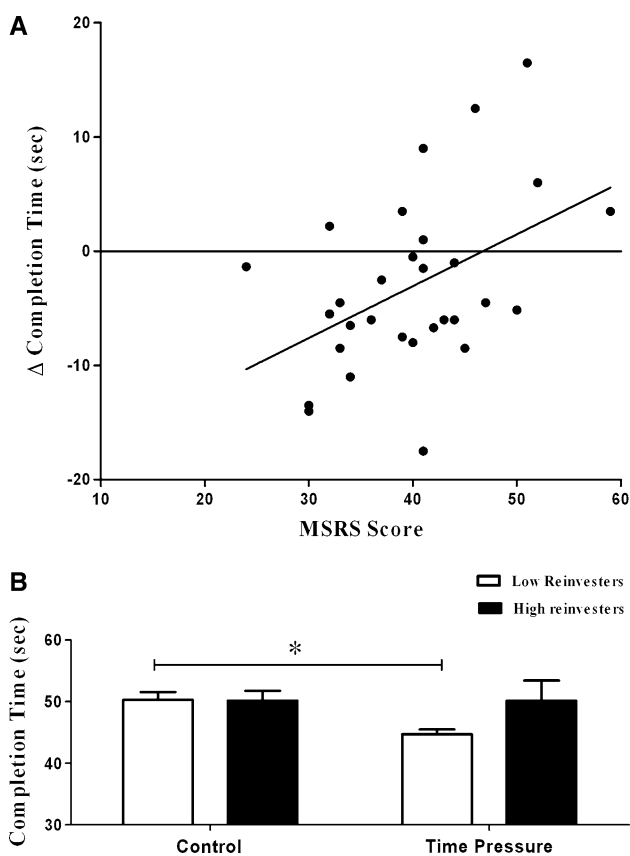 A
20
10
0
-10
-20
Δ Completion Time (sec)
10 20 30 40 50 60
MSRS Score
B
Low Reinvesters
High reinvesters
60
50
40
30
Completion Time (sec)
*
Control Time Pressure